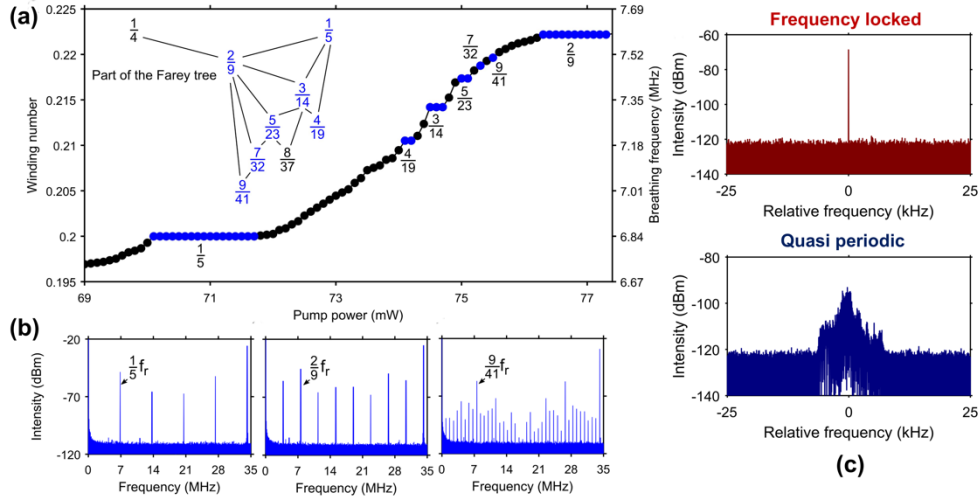 (a)
Winding number
0.225
0.22
0.215
0.21
0.205
0.2
0.195
Part of the Farey tree
1/4
1/5
2/9
3/14
5/23
4/19
7/32
8/37
9/41
1/5
4/19
3/14
5/23
7/32
9/41
2/9
69
71
73
75
77
Pump power (mW)
7.69
7.52
7.35
7.18
7.01
6.84
6.67
Breathing frequency (MHz)
(b)
Intensity (dBm)
-20
-70
-120
1/5 fr
0 7 14 21 28 35
Frequency (MHz)
2/9 fr
0 7 14 21 28 35
Frequency (MHz)
9/41 fr
0 7 14 21 28 35
Frequency (MHz)
Frequency locked
Intensity (dBm)
-60
-80
-100
-120
-140
-25 0 25
Relative frequency (kHz)
Quasi periodic
Intensity (dBm)
-80
-100
-120
-140
-25 0 25
Relative frequency (kHz)
(c)